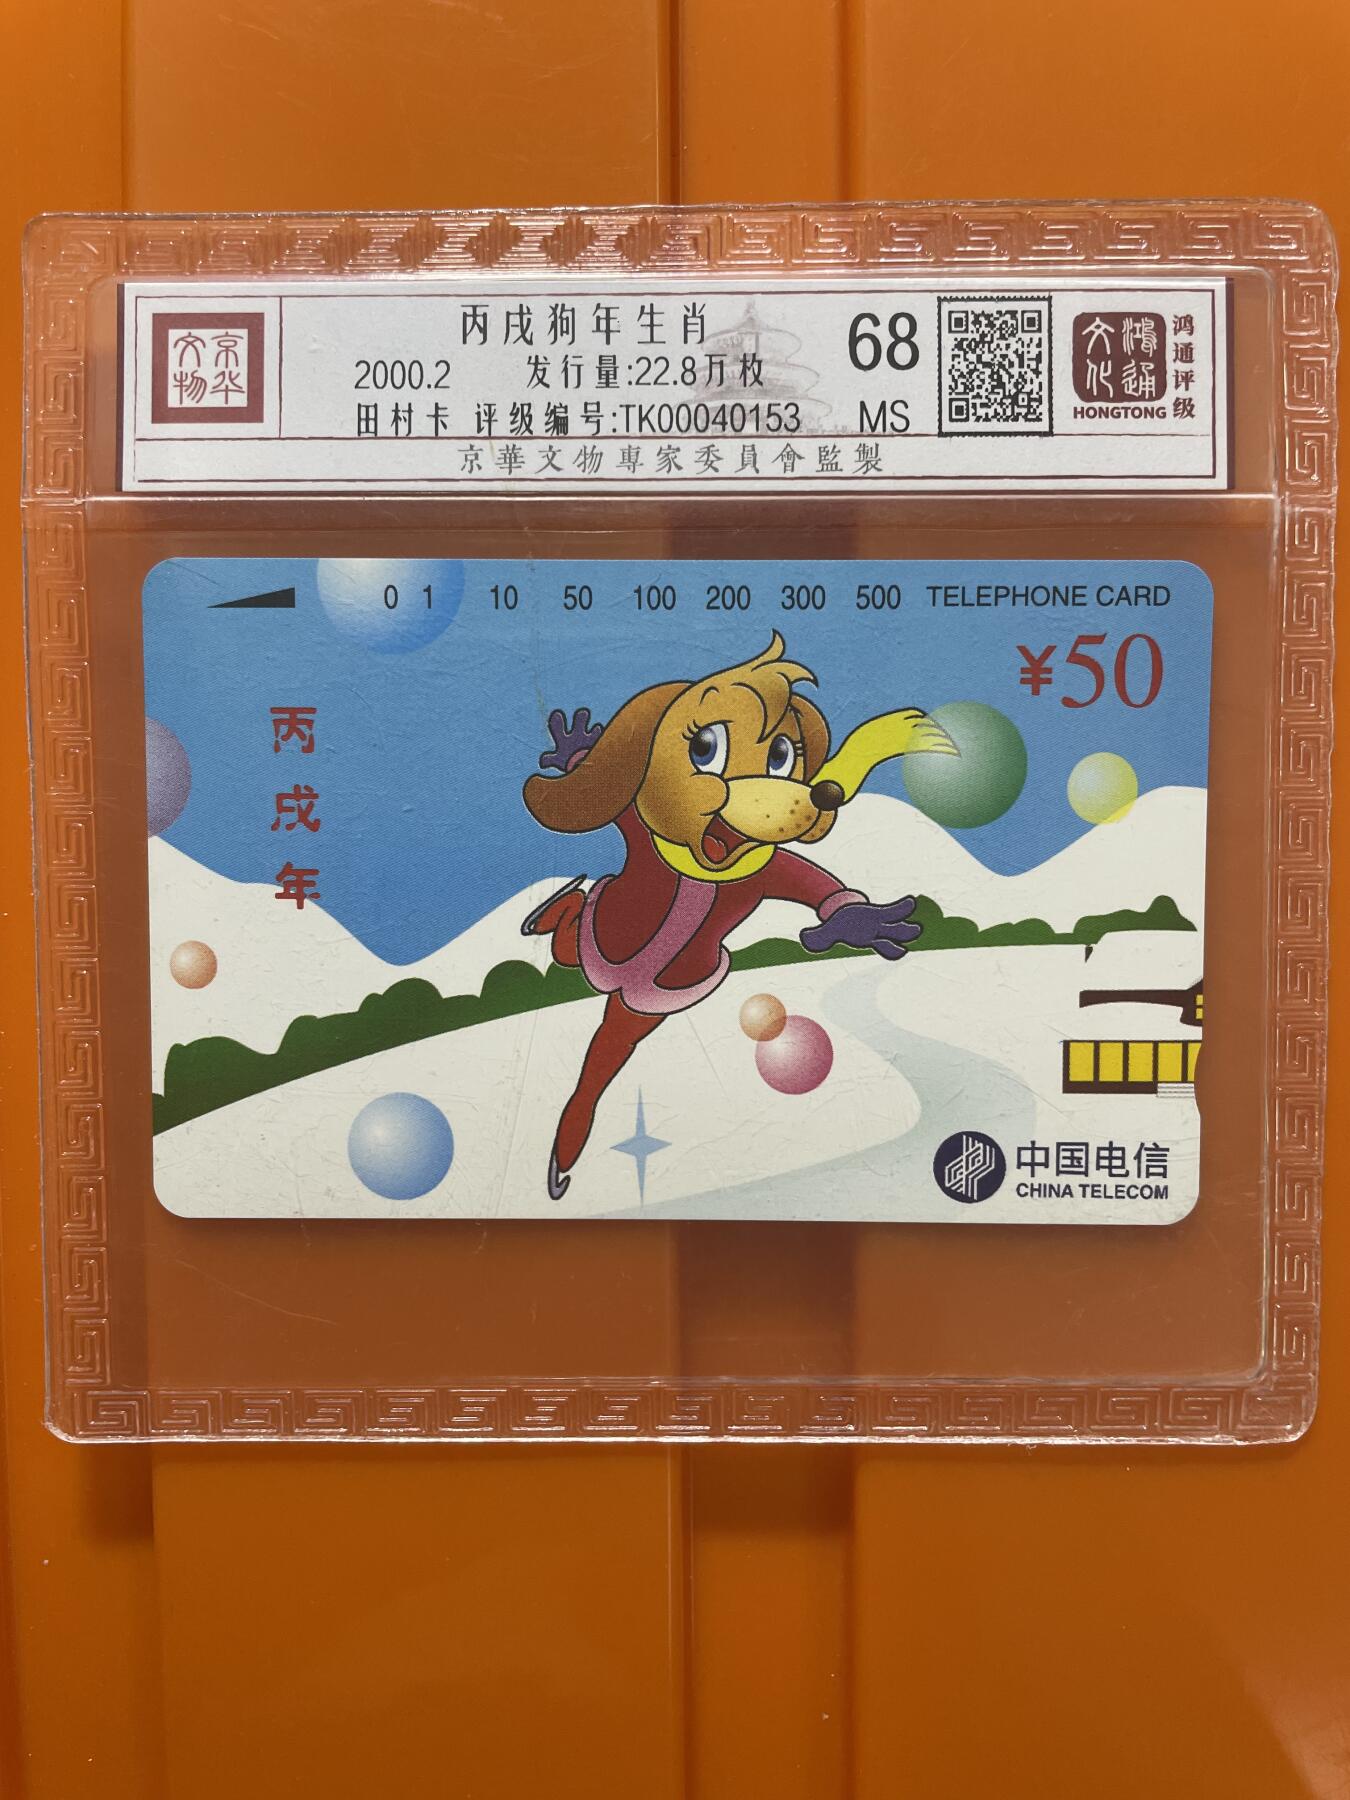 京华
文物
丙戌狗年生肖
2000.2 发行量:22.8万枚
田村卡 评级编号:TK00040153
68
MS
鸿通
文化
HONGTONG
鸿通评级
京華文物專家委員會監製
0 1 10 50 100 200 300 500 TELEPHONE CARD
¥50
丙戌年
中国电信
CHINA TELECOM